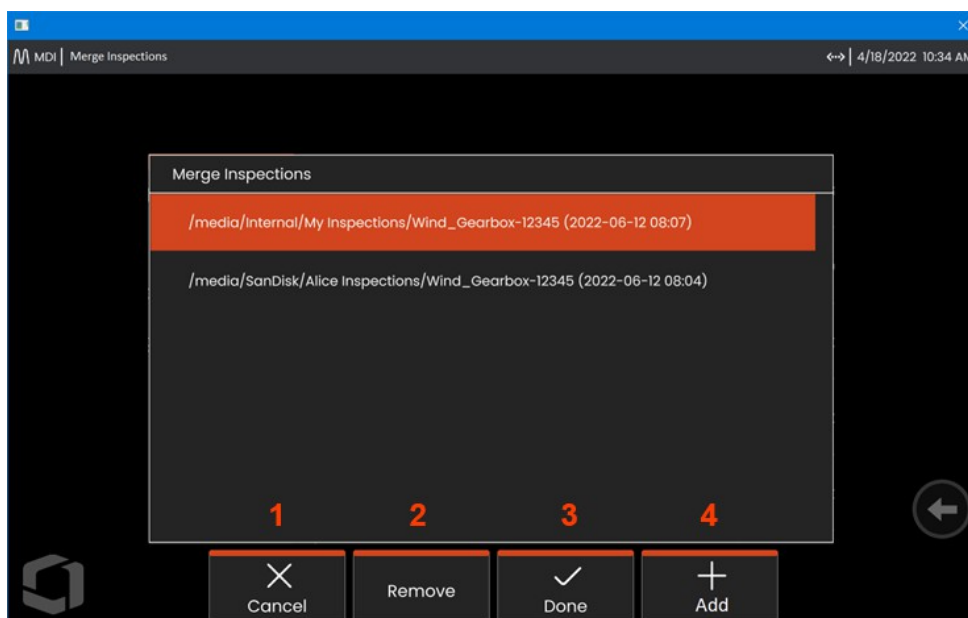 MDI | Merge Inspections
4/18/2022 10:34 AM
Merge Inspections
/media/Internal/My Inspections/Wind_Gearbox-12345 (2022-06-12 08:07)
/media/SanDisk/Alice Inspections/Wind_Gearbox-12345 (2022-06-12 08:04)
1 2 3 4
Cancel Remove Done Add